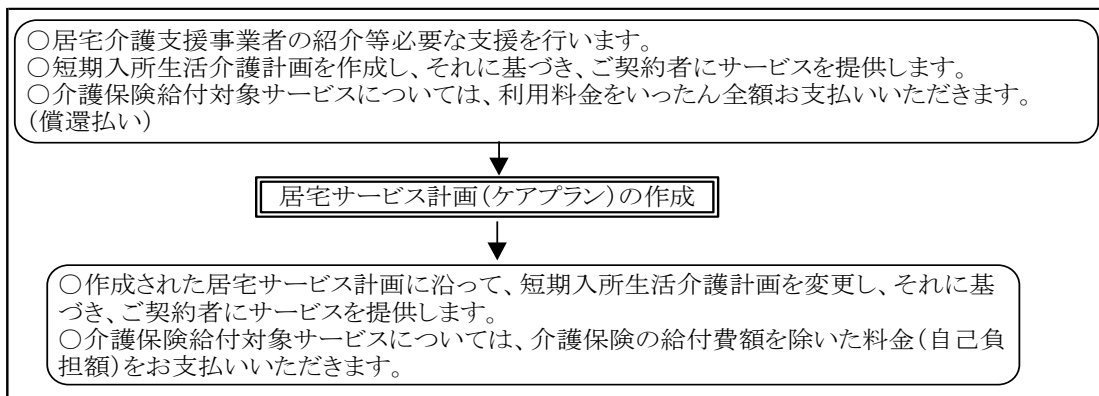 ○居宅介護支援事業者の紹介等必要な支援を行います。
○短期入所生活介護計画を作成し、それに基づき、ご契約者にサービスを提供します。
○介護保険給付対象サービスについては、利用料金をいったん全額お支払いいただきます。
(償還払い)
居宅サービス計画(ケアプラン)の作成
○作成された居宅サービス計画に沿って、短期入所生活介護計画を変更し、それに基
づき、ご契約者にサービスを提供します。
○介護保険給付対象サービスについては、介護保険の給付費額を除いた料金(自己負
担額)をお支払いいただきます。